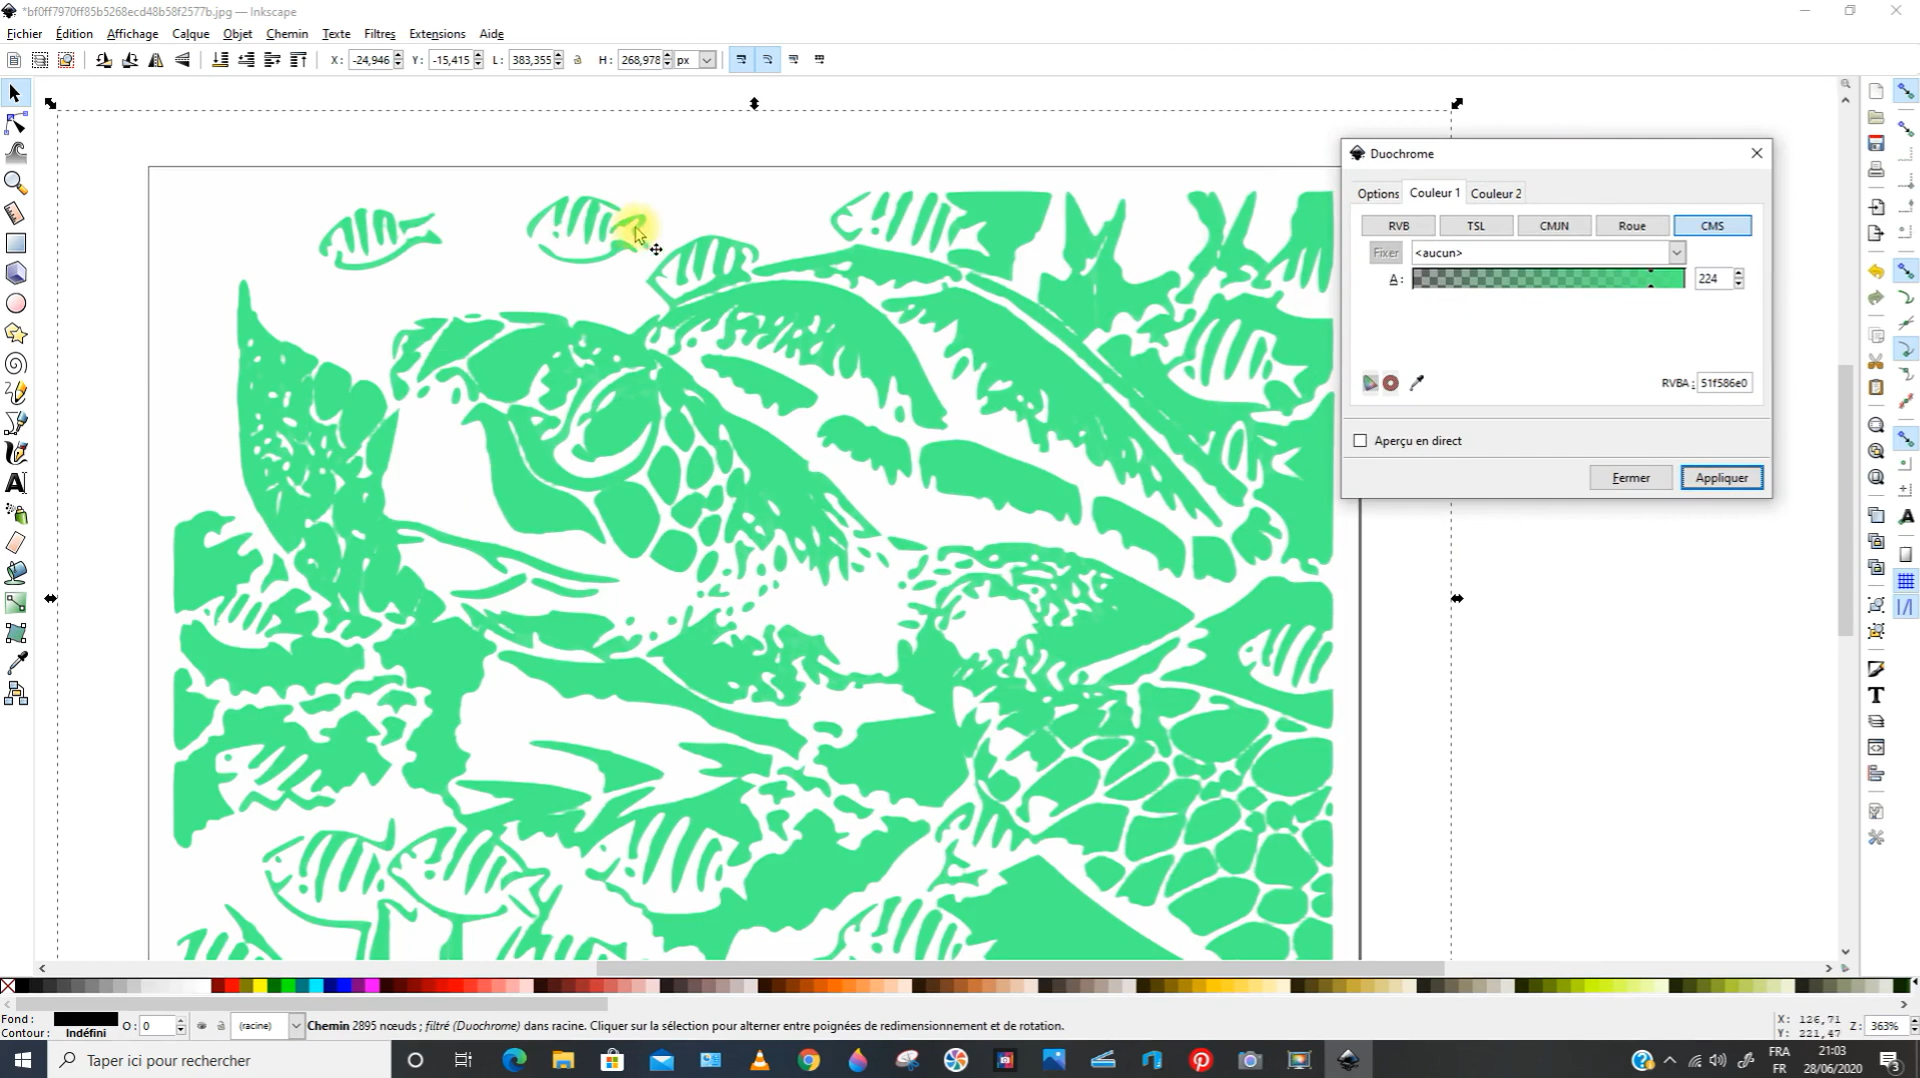 *bf0ff7970ff85b5268ecd48b58f2577b.jpg — Inkscape
Fichier Édition Affichage Calque Objet Chemin Texte Filtres Extensions Aide
X: -24,946 Y: -15,415 L: 383,355 H: 268,978 px
Duochrome
Options Couleur 1 Couleur 2
RVB TSL CMJN Roue CMS
Fixer <aucun>
A: 224
RVBA: 51f586e0
Aperçu en direct
Fermer Appliquer
Fond : O: 0 (racine) Chemin 2895 nœuds ; filtré (Duochrome) dans racine. Cliquer sur la sélection pour alterner entre poignées de redimensionnement et de rotation.
Contour : Indéfini
X: 126,71
Y: 221,47
Z: 363%
Taper ici pour rechercher
FRA
FR
21:03
28/06/2020
3